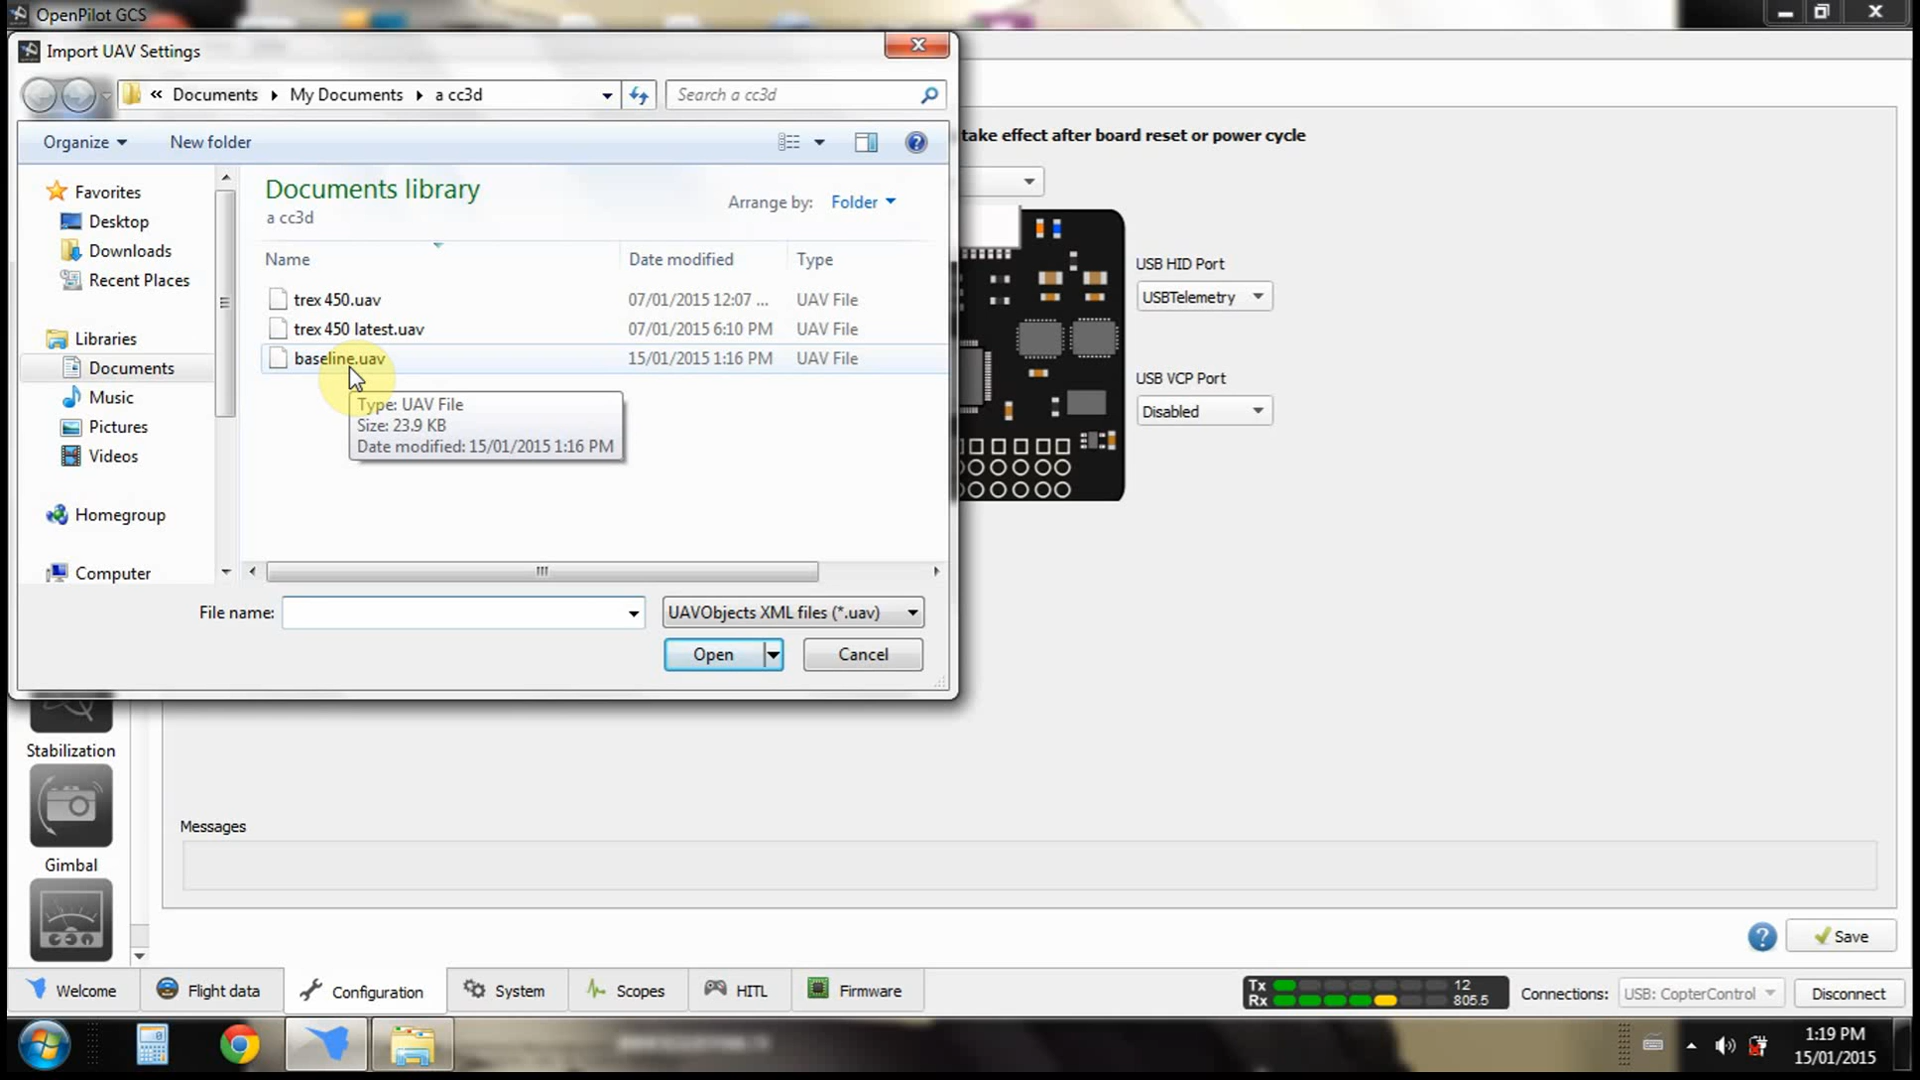 OpenPilot GCS
Import UAV Settings
« Documents My Documents a cc3d
Search a cc3d
Organize
New folder
Documents library
a cc3d
Arrange by: Folder
Name Date modified Type
trex 450.uav 07/01/2015 12:07 ... UAV File
trex 450 latest.uav 07/01/2015 6:10 PM UAV File
baseline.uav 15/01/2015 1:16 PM UAV File
Type: UAV File
Size: 23.9 KB
Date modified: 15/01/2015 1:16 PM
Favorites
Desktop
Downloads
Recent Places
Libraries
Documents
Music
Pictures
Videos
Homegroup
Computer
File name:
UAVObjects XML files (*.uav)
Open
Cancel
take effect after board reset or power cycle
USB HID Port
USBTelemetry
USB VCP Port
Disabled
Stabilization
Gimbal
Messages
Save
Welcome
Flight data
Configuration
System
Scopes
HITL
Firmware
Tx 12
Rx 805.5
Connections:
USB: CopterControl
Disconnect
1:19 PM
15/01/2015